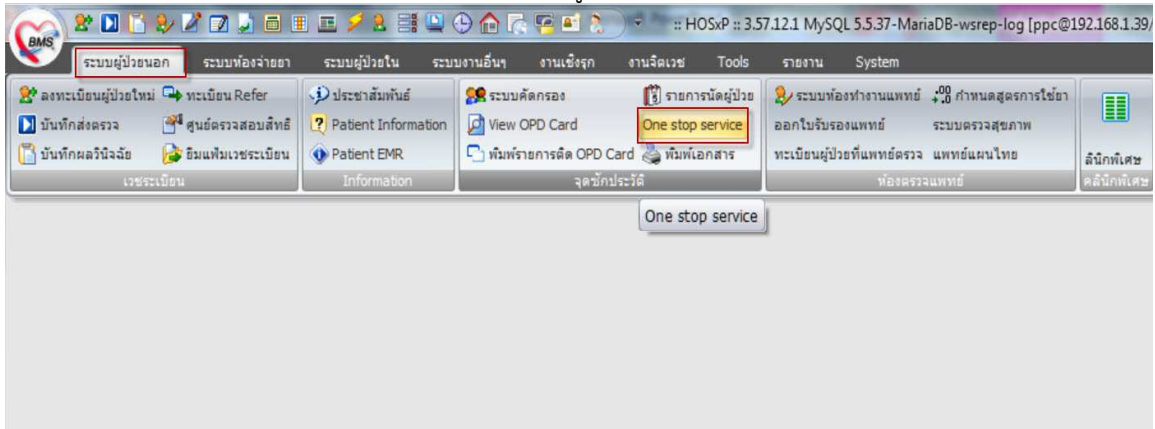 :: HOSxP :: 3.57.12.1 MySQL 5.5.37-MariaDB-wsrep-log [ppc@192.168.1.39/
BMS
ระบบผู้ป่วยนอก ระบบห้องจ่ายยา ระบบผู้ป่วยใน ระบบงานอื่นๆ งานเชิงรุก งานจิตเวช Tools รายงาน System
ลงทะเบียนผู้ป่วยใหม่ ทะเบียน Refer ประชาสัมพันธ์ ระบบคัดกรอง รายการนัดผู้ป่วย ระบบห้องทำงานแพทย์ กำหนดสูตรการใช้ยา
บันทึกส่งตรวจ ศูนย์ตรวจสอบสิทธิ Patient Information View OPD Card One stop service ออกใบรับรองแพทย์ ระบบตรวจสุขภาพ
บันทึกผลวินิจฉัย ยืมแฟ้มเวชระเบียน Patient EMR พิมพ์รายการติด OPD Card พิมพ์เอกสาร ทะเบียนผู้ป่วยที่แพทย์ตรวจ แพทย์แผนไทย ลินิกพิเศษ
เวชระเบียน Information จุดซักประวัติ ห้องตรวจแพทย์ คลินิกพิเศษ
One stop service